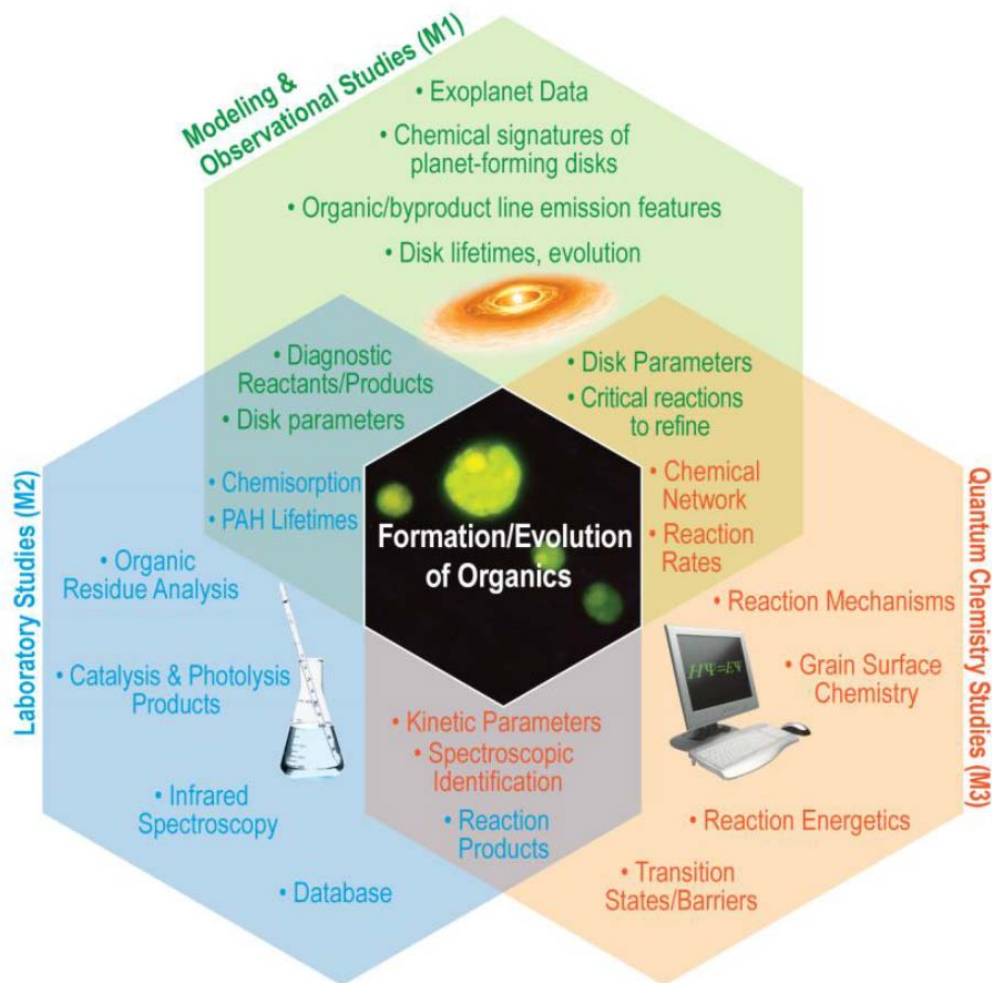 Modeling &
Observational Studies (M1)
• Exoplanet Data
• Chemical signatures of
planet-forming disks
• Organic/byproduct line emission features
• Disk lifetimes, evolution
• Diagnostic
Reactants/Products
• Disk parameters
• Disk Parameters
• Critical reactions
to refine
• Chemisorption
• PAH Lifetimes
• Chemical
Network
• Reaction
Rates
Formation/Evolution
of Organics
Laboratory Studies (M2)
• Organic
Residue Analysis
• Catalysis & Photolysis
Products
• Infrared
Spectroscopy
• Database
• Kinetic Parameters
• Spectroscopic
Identification
• Reaction
Products
Quantum Chemistry Studies (M3)
• Reaction Mechanisms
• Grain Surface
Chemistry
HΨ=EΨ
• Reaction Energetics
• Transition
States/Barriers